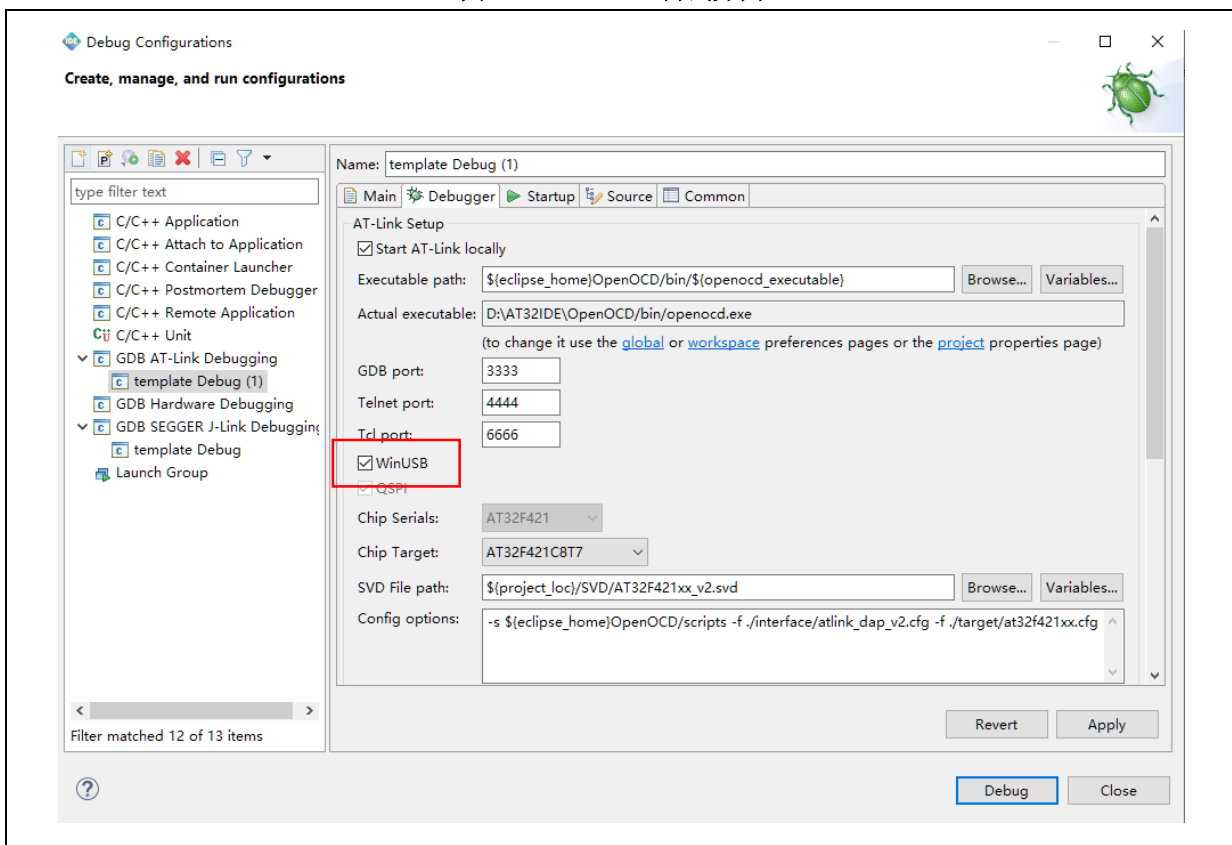 Debug Configurations
Create, manage, and run configurations
type filter text
C/C++ Application
C/C++ Attach to Application
C/C++ Container Launcher
C/C++ Postmortem Debugger
C/C++ Remote Application
C/C++ Unit
GDB AT-Link Debugging
template Debug (1)
GDB Hardware Debugging
GDB SEGGER J-Link Debugging
template Debug
Launch Group
Filter matched 12 of 13 items
Name: template Debug (1)
Main Debugger Startup Source Common
AT-Link Setup
Start AT-Link locally
Executable path: ${eclipse_home}OpenOCD/bin/${openocd_executable} Browse... Variables...
Actual executable: D:\AT32IDE\OpenOCD/bin/openocd.exe
(to change it use the global or workspace preferences pages or the project properties page)
GDB port: 3333
Telnet port: 4444
Tcl port: 6666
WinUSB
QSPI
Chip Serials: AT32F421
Chip Target: AT32F421C8T7
SVD File path: ${project_loc}/SVD/AT32F421xx_v2.svd Browse... Variables...
Config options: -s ${eclipse_home}OpenOCD/scripts -f ./interface/atlink_dap_v2.cfg -f ./target/at32f421xx.cfg
Revert Apply
Debug Close